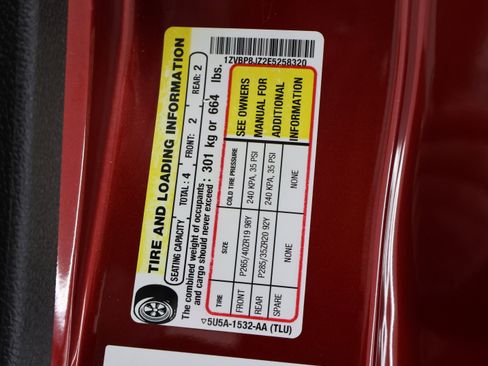 1ZVBP8JZ2E5258320
TIRE AND LOADING INFORMATION
SEATING CAPACITY TOTAL: 4 FRONT: 2 REAR: 2
The combined weight of occupants
and cargo should never exceed: 301 kg or 664 lbs.
TIRE SIZE COLD TIRE PRESSURE SEE OWNERS
MANUAL FOR
ADDITIONAL
INFORMATION
FRONT P265/40ZR19 98Y 240 KPA, 35 PSI
REAR P285/35ZR20 92Y 240 KPA, 35 PSI
SPARE NONE NONE
▽5U5A-1532-AA (TLU)